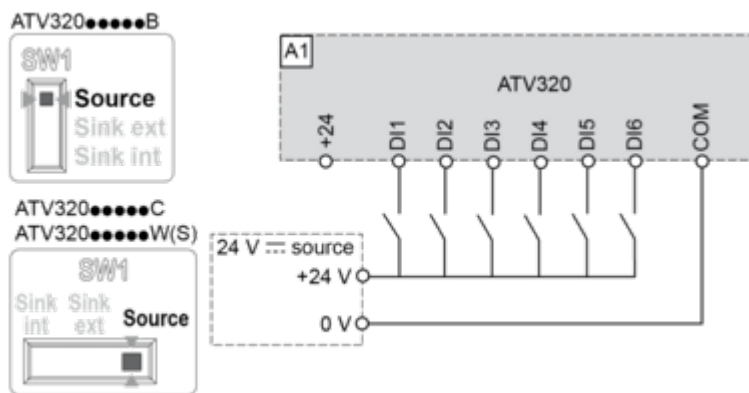 ATV320●●●●●B
SW1
Source
Sink ext
Sink int
A1
ATV320
+24
DI1
DI2
DI3
DI4
DI5
DI6
COM
ATV320●●●●●C
ATV320●●●●●W(S)
SW1
Sink int
Sink ext
Source
24 V ⎓ source
+24 V
0 V